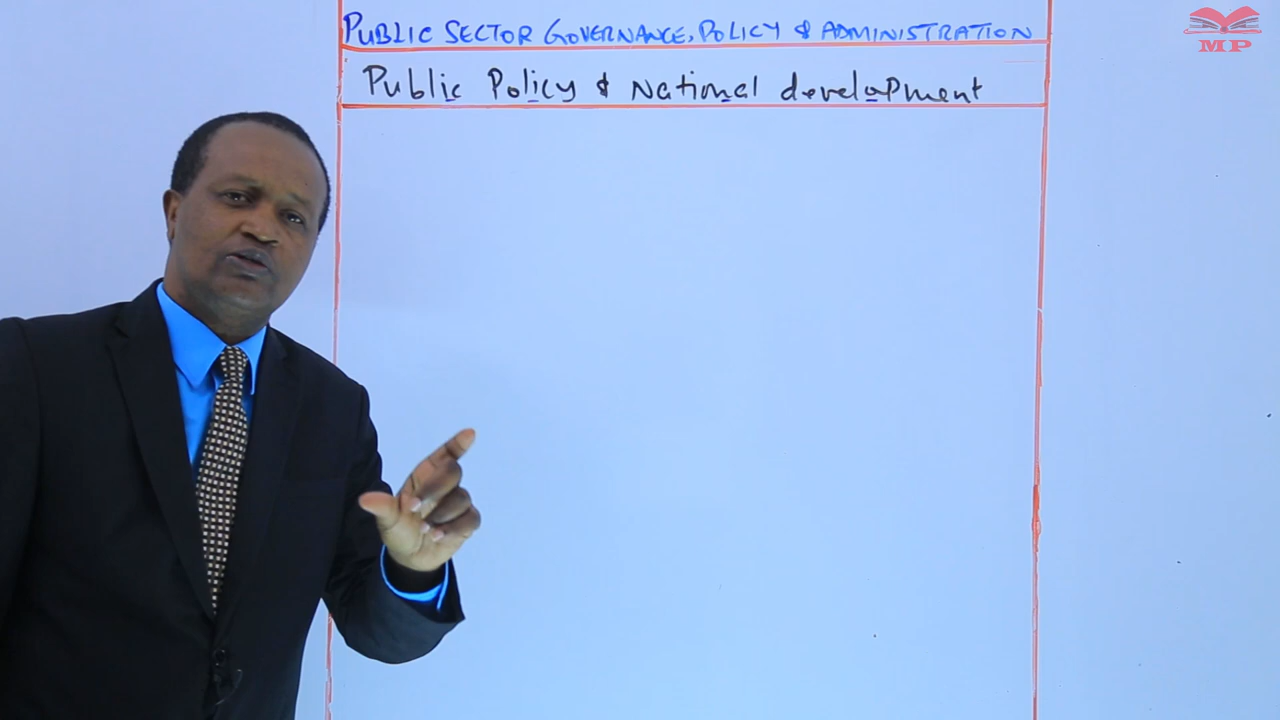 PUBLIC SECTOR GOVERNANCE, POLICY & ADMINISTRATION
Public Policy & National development
MP